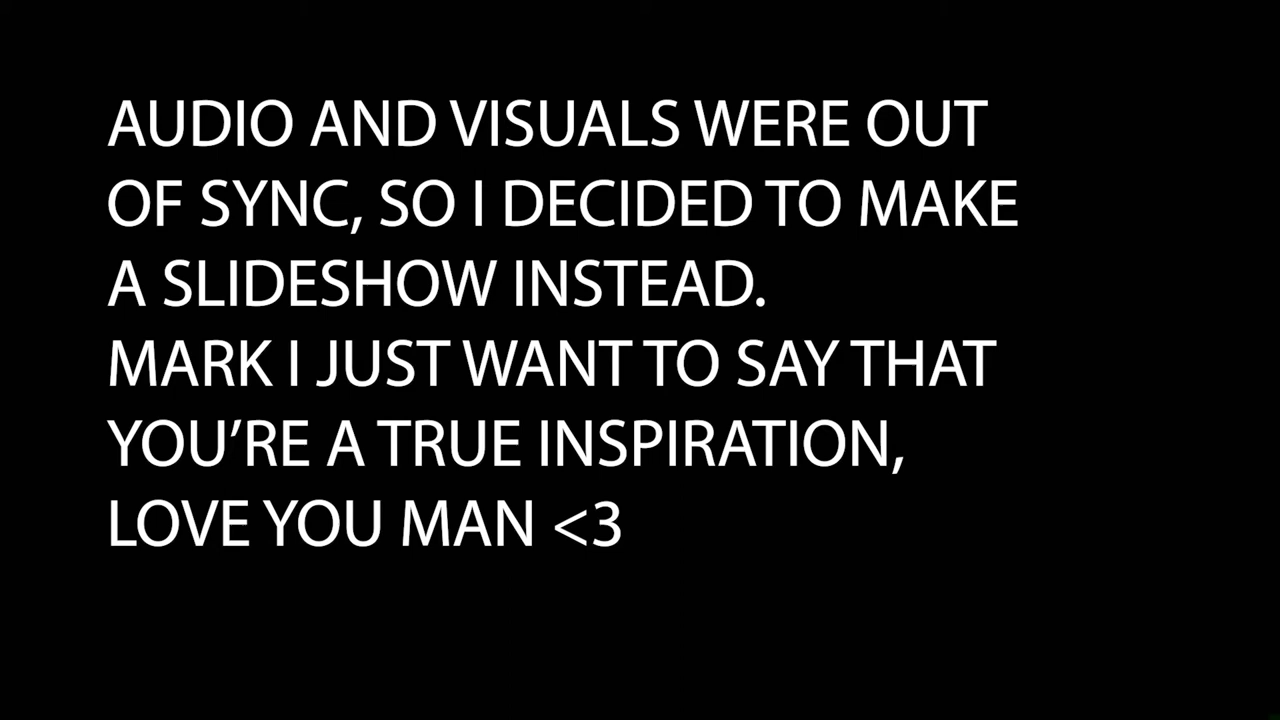 AUDIO AND VISUALS WERE OUT
OF SYNC, SO I DECIDED TO MAKE
A SLIDESHOW INSTEAD.
MARK I JUST WANT TO SAY THAT
YOU’RE A TRUE INSPIRATION,
LOVE YOU MAN <3